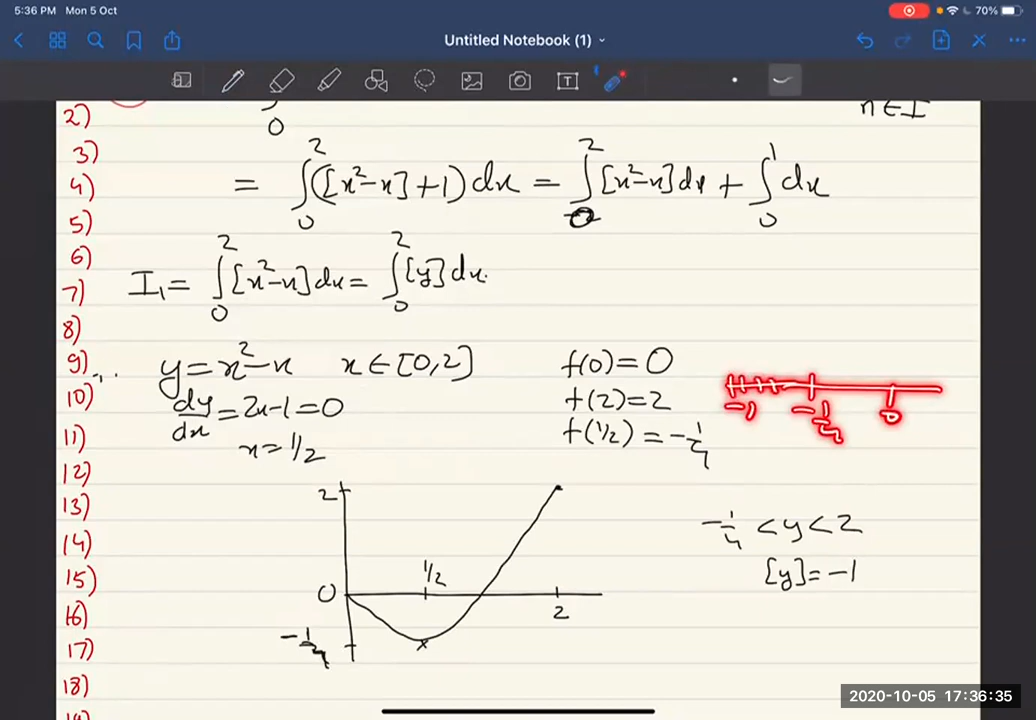 5:36 PM Mon 5 Oct 70%
Untitled Notebook (1)
T
2) 0 n ∈ I
3)
4) = ∫₀² ([x²-x]+1) dx = ∫₀² [x²-x] dx + ∫₀¹ dx
5)
6)
7) I₁ = ∫₀² [x²-x] dx = ∫₀² [y] dx
8)
9) y = x²-x x ∈ [0,2] f(0) = 0
10) dy/dx = 2x-1 = 0 f(2) = 2 -1 -1/4 0
11) x = 1/2 f(1/2) = -1/4
12)
13) 2
14) -1/4 < y < 2
15) 0 1/2 [y] = -1
16) 2
17) -1/4
18)
2020-10-05 17:36:35